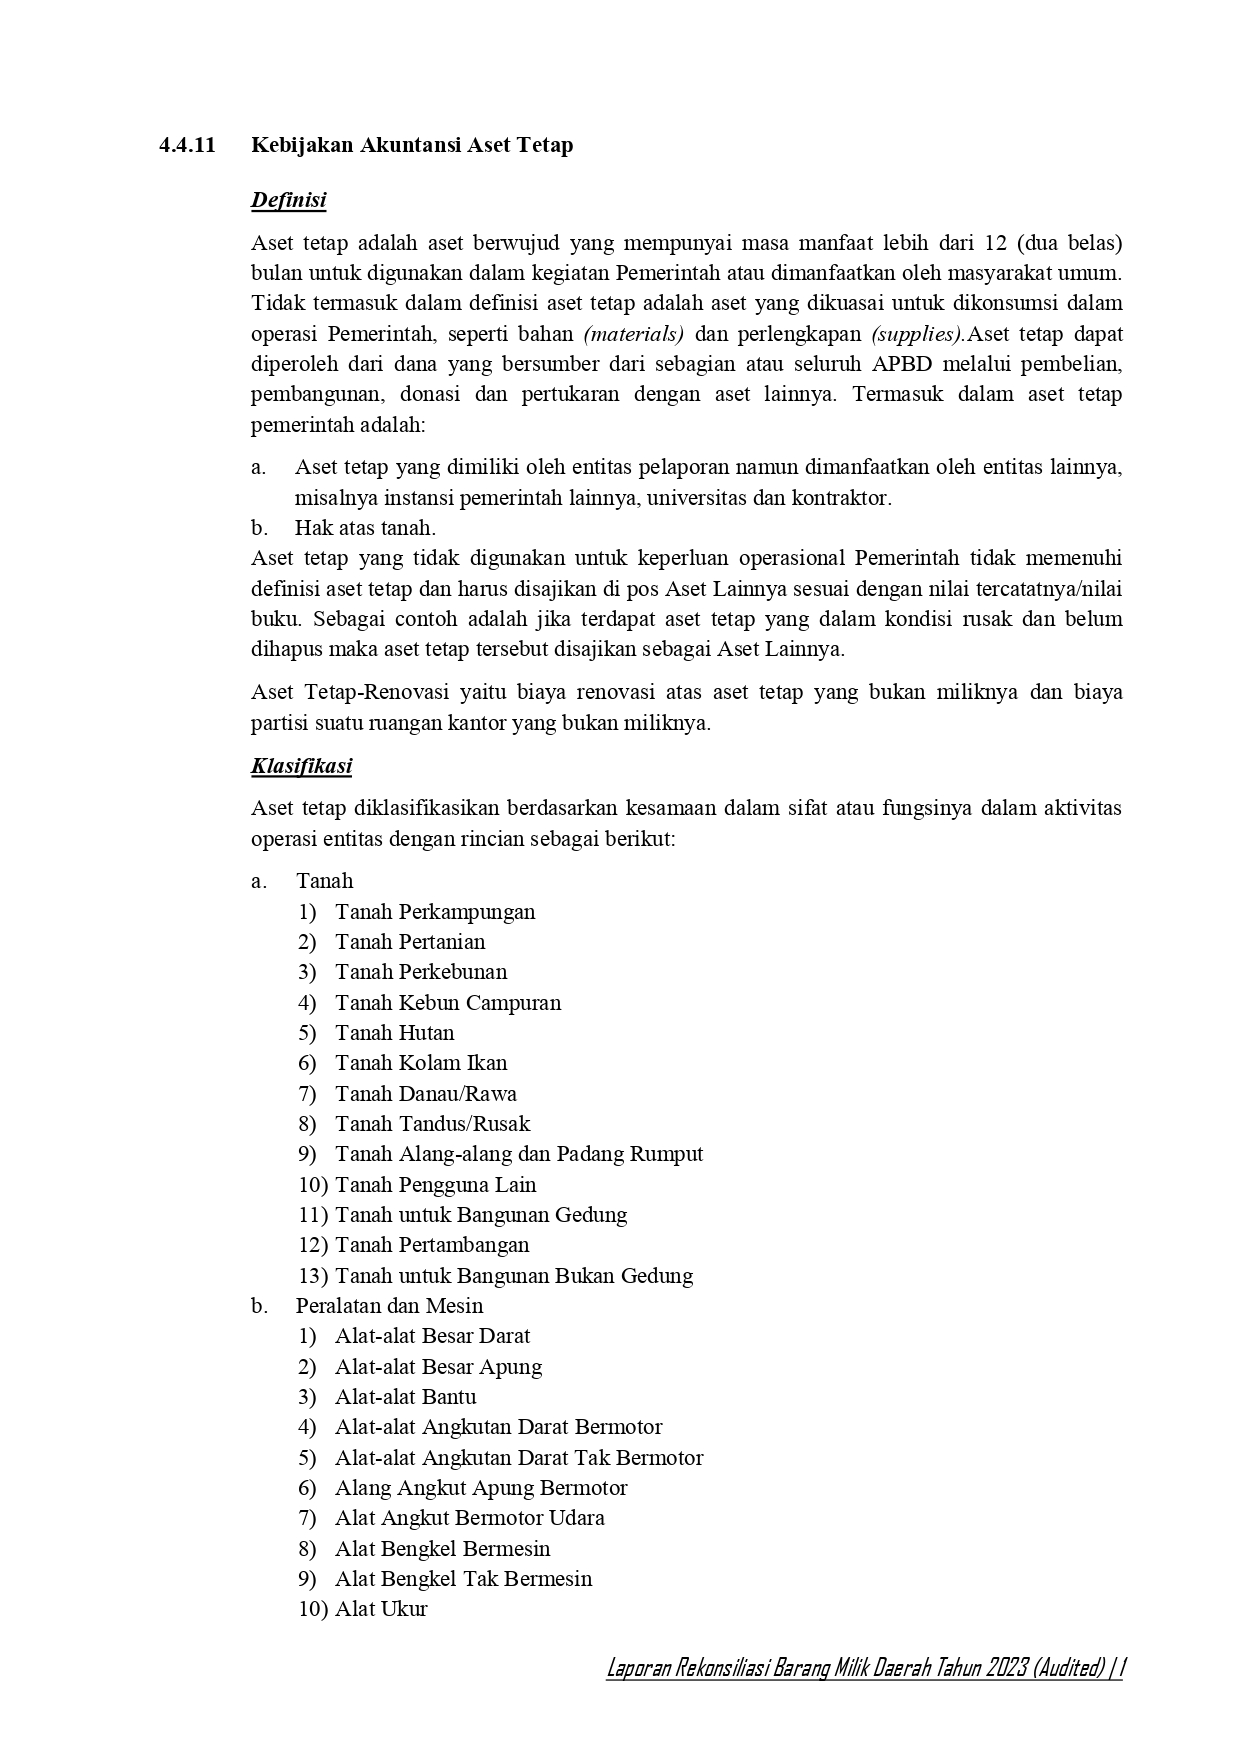 4.4.11 Kebijakan Akuntansi Aset Tetap
Definisi
Aset tetap adalah aset berwujud yang mempunyai masa manfaat lebih dari 12 (dua belas)
bulan untuk digunakan dalam kegiatan Pemerintah atau dimanfaatkan oleh masyarakat umum.
Tidak termasuk dalam definisi aset tetap adalah aset yang dikuasai untuk dikonsumsi dalam
operasi Pemerintah, seperti bahan (materials) dan perlengkapan (supplies).Aset tetap dapat
diperoleh dari dana yang bersumber dari sebagian atau seluruh APBD melalui pembelian,
pembangunan, donasi dan pertukaran dengan aset lainnya. Termasuk dalam aset tetap
pemerintah adalah:
a. Aset tetap yang dimiliki oleh entitas pelaporan namun dimanfaatkan oleh entitas lainnya,
misalnya instansi pemerintah lainnya, universitas dan kontraktor.
b. Hak atas tanah.
Aset tetap yang tidak digunakan untuk keperluan operasional Pemerintah tidak memenuhi
definisi aset tetap dan harus disajikan di pos Aset Lainnya sesuai dengan nilai tercatatnya/nilai
buku. Sebagai contoh adalah jika terdapat aset tetap yang dalam kondisi rusak dan belum
dihapus maka aset tetap tersebut disajikan sebagai Aset Lainnya.
Aset Tetap-Renovasi yaitu biaya renovasi atas aset tetap yang bukan miliknya dan biaya
partisi suatu ruangan kantor yang bukan miliknya.
Klasifikasi
Aset tetap diklasifikasikan berdasarkan kesamaan dalam sifat atau fungsinya dalam aktivitas
operasi entitas dengan rincian sebagai berikut:
a. Tanah
1) Tanah Perkampungan
2) Tanah Pertanian
3) Tanah Perkebunan
4) Tanah Kebun Campuran
5) Tanah Hutan
6) Tanah Kolam Ikan
7) Tanah Danau/Rawa
8) Tanah Tandus/Rusak
9) Tanah Alang-alang dan Padang Rumput
10) Tanah Pengguna Lain
11) Tanah untuk Bangunan Gedung
12) Tanah Pertambangan
13) Tanah untuk Bangunan Bukan Gedung
b. Peralatan dan Mesin
1) Alat-alat Besar Darat
2) Alat-alat Besar Apung
3) Alat-alat Bantu
4) Alat-alat Angkutan Darat Bermotor
5) Alat-alat Angkutan Darat Tak Bermotor
6) Alang Angkut Apung Bermotor
7) Alat Angkut Bermotor Udara
8) Alat Bengkel Bermesin
9) Alat Bengkel Tak Bermesin
10) Alat Ukur
Laporan Rekonsiliasi Barang Milik Daerah Tahun 2023 (Audited) | 1